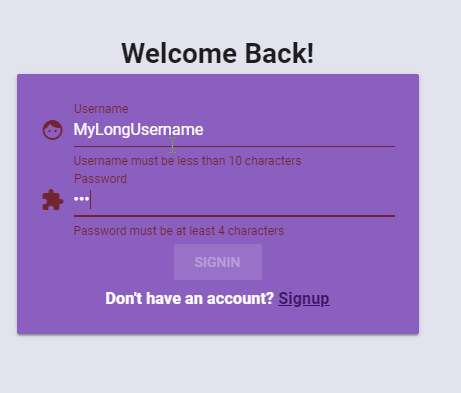 Welcome Back!
Username
MyLongUsername
Username must be less than 10 characters
Password
•••
Password must be at least 4 characters
SIGNIN
Don't have an account? Signup